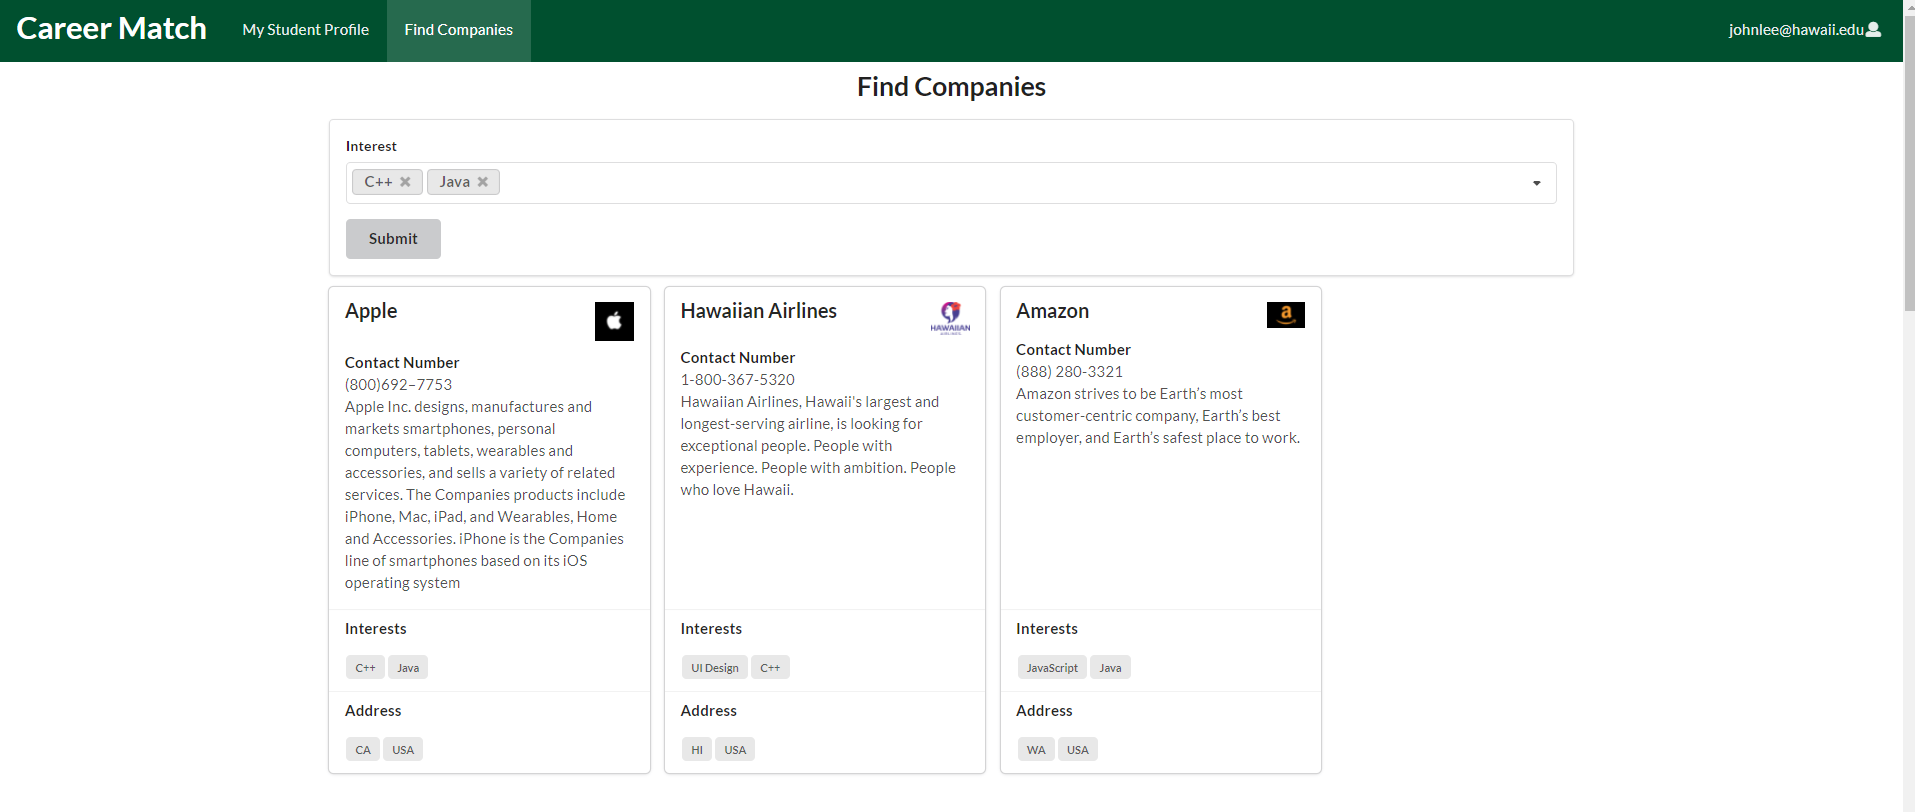 Career Match
My Student Profile
Find Companies
johnlee@hawaii.edu
Find Companies
Interest
C++
Java
Submit
Apple
Contact Number
(800)692–7753
Apple Inc. designs, manufactures and
markets smartphones, personal
computers, tablets, wearables and
accessories, and sells a variety of related
services. The Companies products include
iPhone, Mac, iPad, and Wearables, Home
and Accessories. iPhone is the Companies
line of smartphones based on its iOS
operating system
Interests
C++ Java
Address
CA USA
Hawaiian Airlines
HAWAIIAN
AIRLINES
Contact Number
1-800-367-5320
Hawaiian Airlines, Hawaii's largest and
longest-serving airline, is looking for
exceptional people. People with
experience. People with ambition. People
who love Hawaii.
Interests
UI Design C++
Address
HI USA
Amazon
a
Contact Number
(888) 280-3321
Amazon strives to be Earth’s most
customer-centric company, Earth’s best
employer, and Earth’s safest place to work.
Interests
JavaScript Java
Address
WA USA